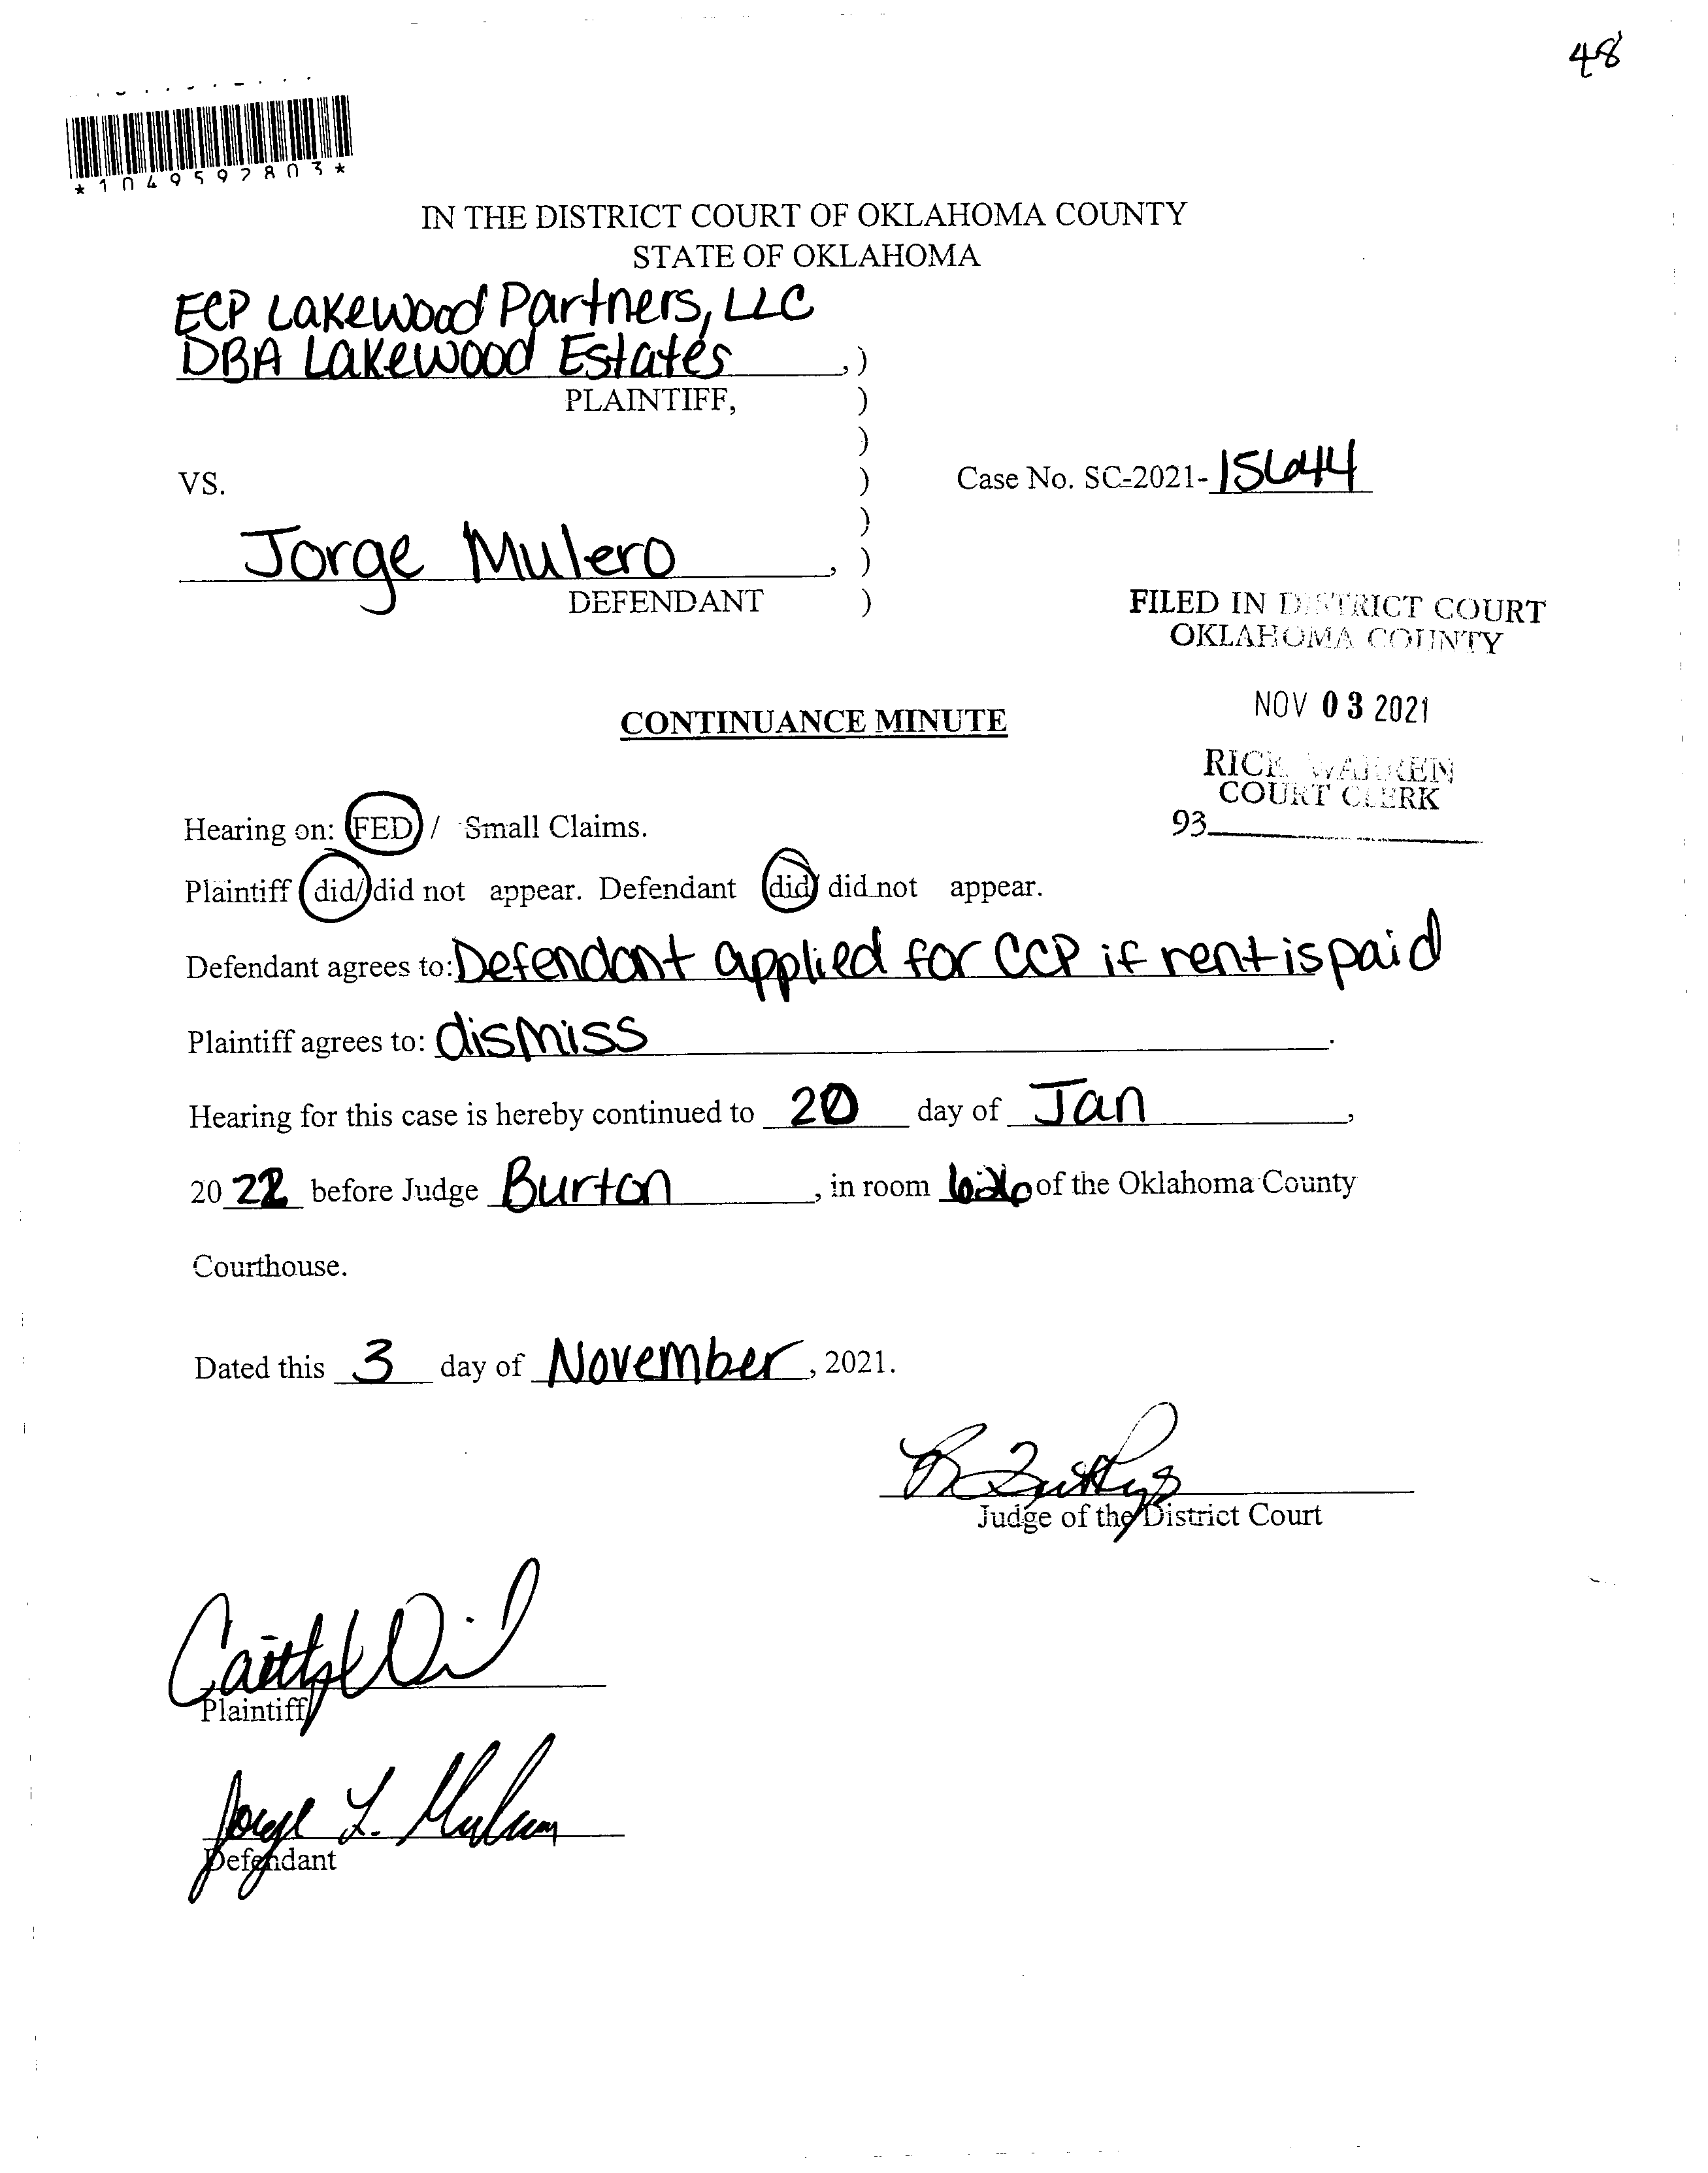 48
*1049592803*
IN THE DISTRICT COURT OF OKLAHOMA COUNTY
STATE OF OKLAHOMA
ECP Lakewood Partners, LLC
DBA Lakewood Estates ,)
PLAINTIFF, )
)
VS. ) Case No. SC-2021-15644
)
Jorge Mulero , )
DEFENDANT )
FILED IN DISTRICT COURT
OKLAHOMA COUNTY
NOV 03 2021
RICK WARREN
COURT CLERK
93
CONTINUANCE MINUTE
Hearing on: FED / Small Claims.
Plaintiff did/ did not appear. Defendant did/ did not appear.
Defendant agrees to: Defendant applied for CCP if rent is paid
Plaintiff agrees to: dismiss .
Hearing for this case is hereby continued to 20 day of Jan ,
2022 before Judge Burton , in room 626 of the Oklahoma County
Courthouse.
Dated this 3 day of November , 2021.
Judge of the District Court
Plaintiff
Jorge L.
Defendant